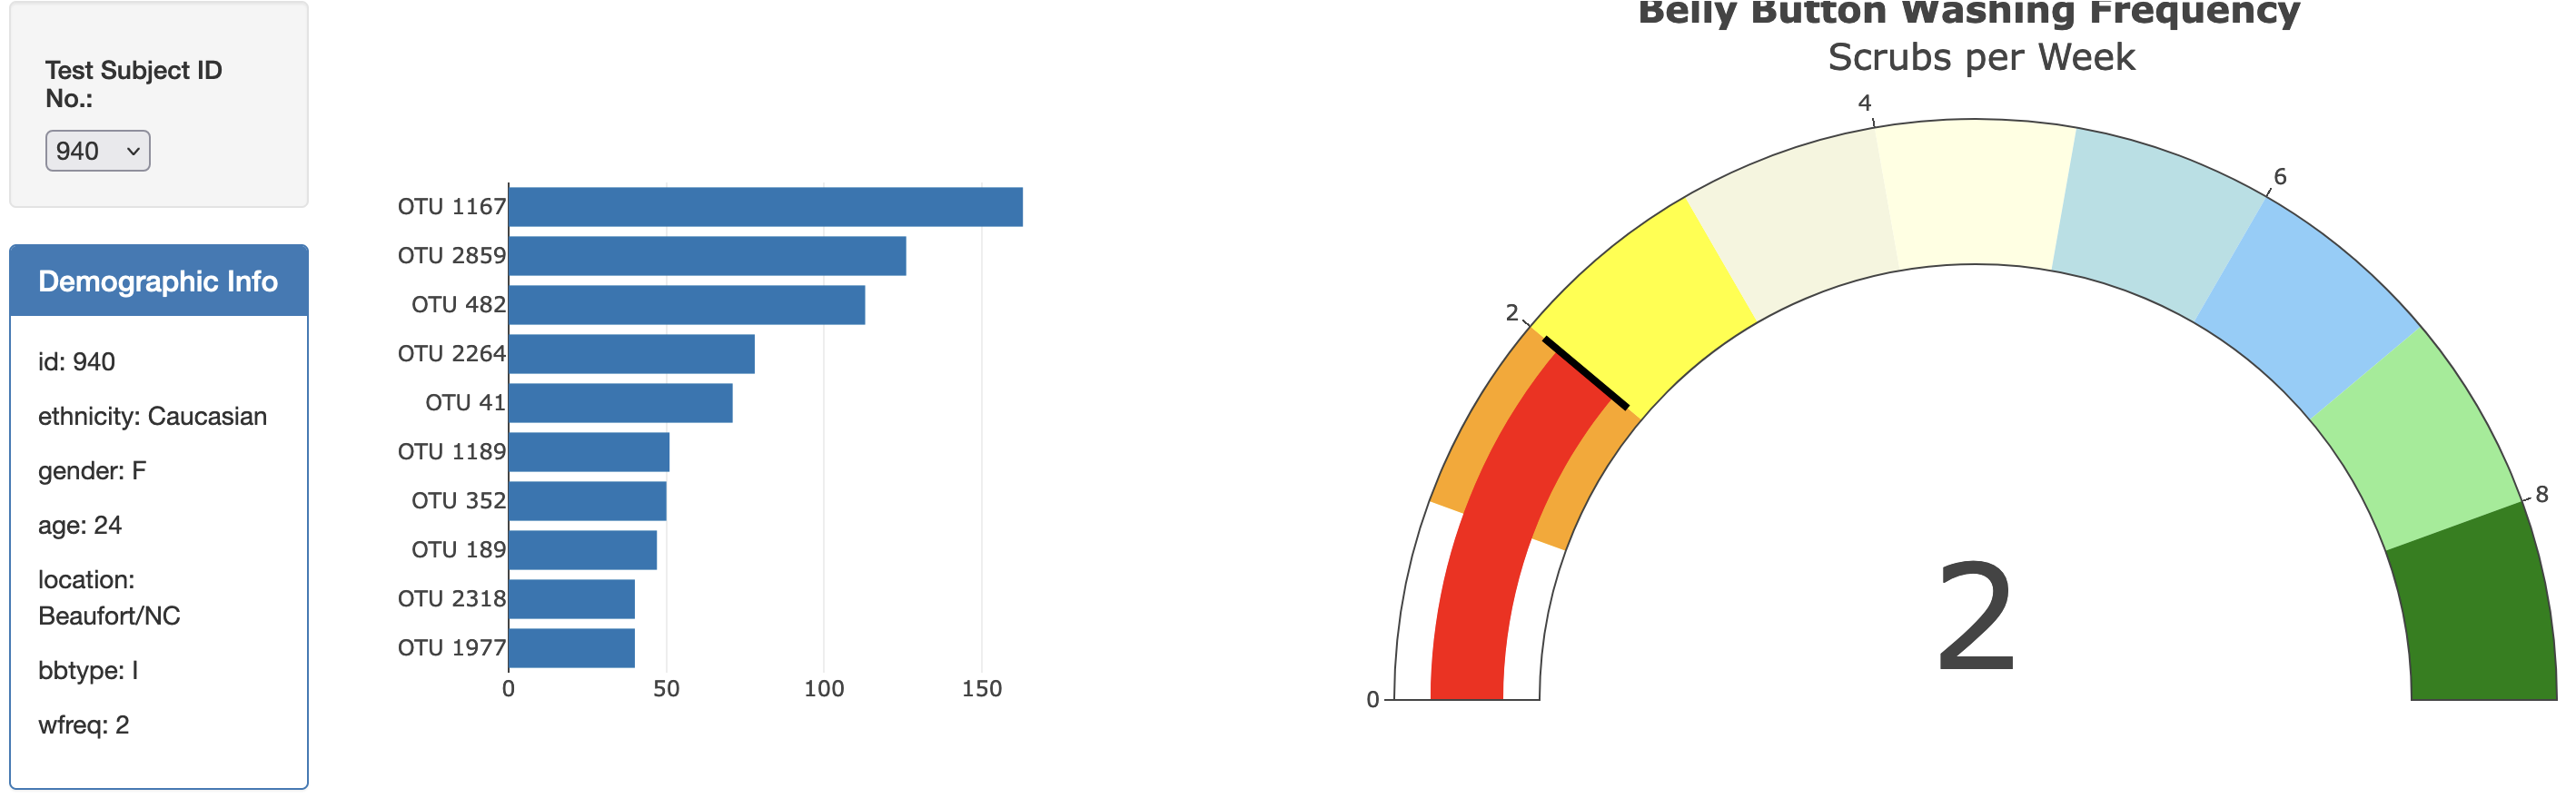 Test Subject ID
No.:
940
Demographic Info
id: 940
ethnicity: Caucasian
gender: F
age: 24
location:
Beaufort/NC
bbtype: I
wfreq: 2
OTU 1167
OTU 2859
OTU 482
OTU 2264
OTU 41
OTU 1189
OTU 352
OTU 189
OTU 2318
OTU 1977
0 50 100 150
Belly Button Washing Frequency
Scrubs per Week
0
2
4
6
8
2